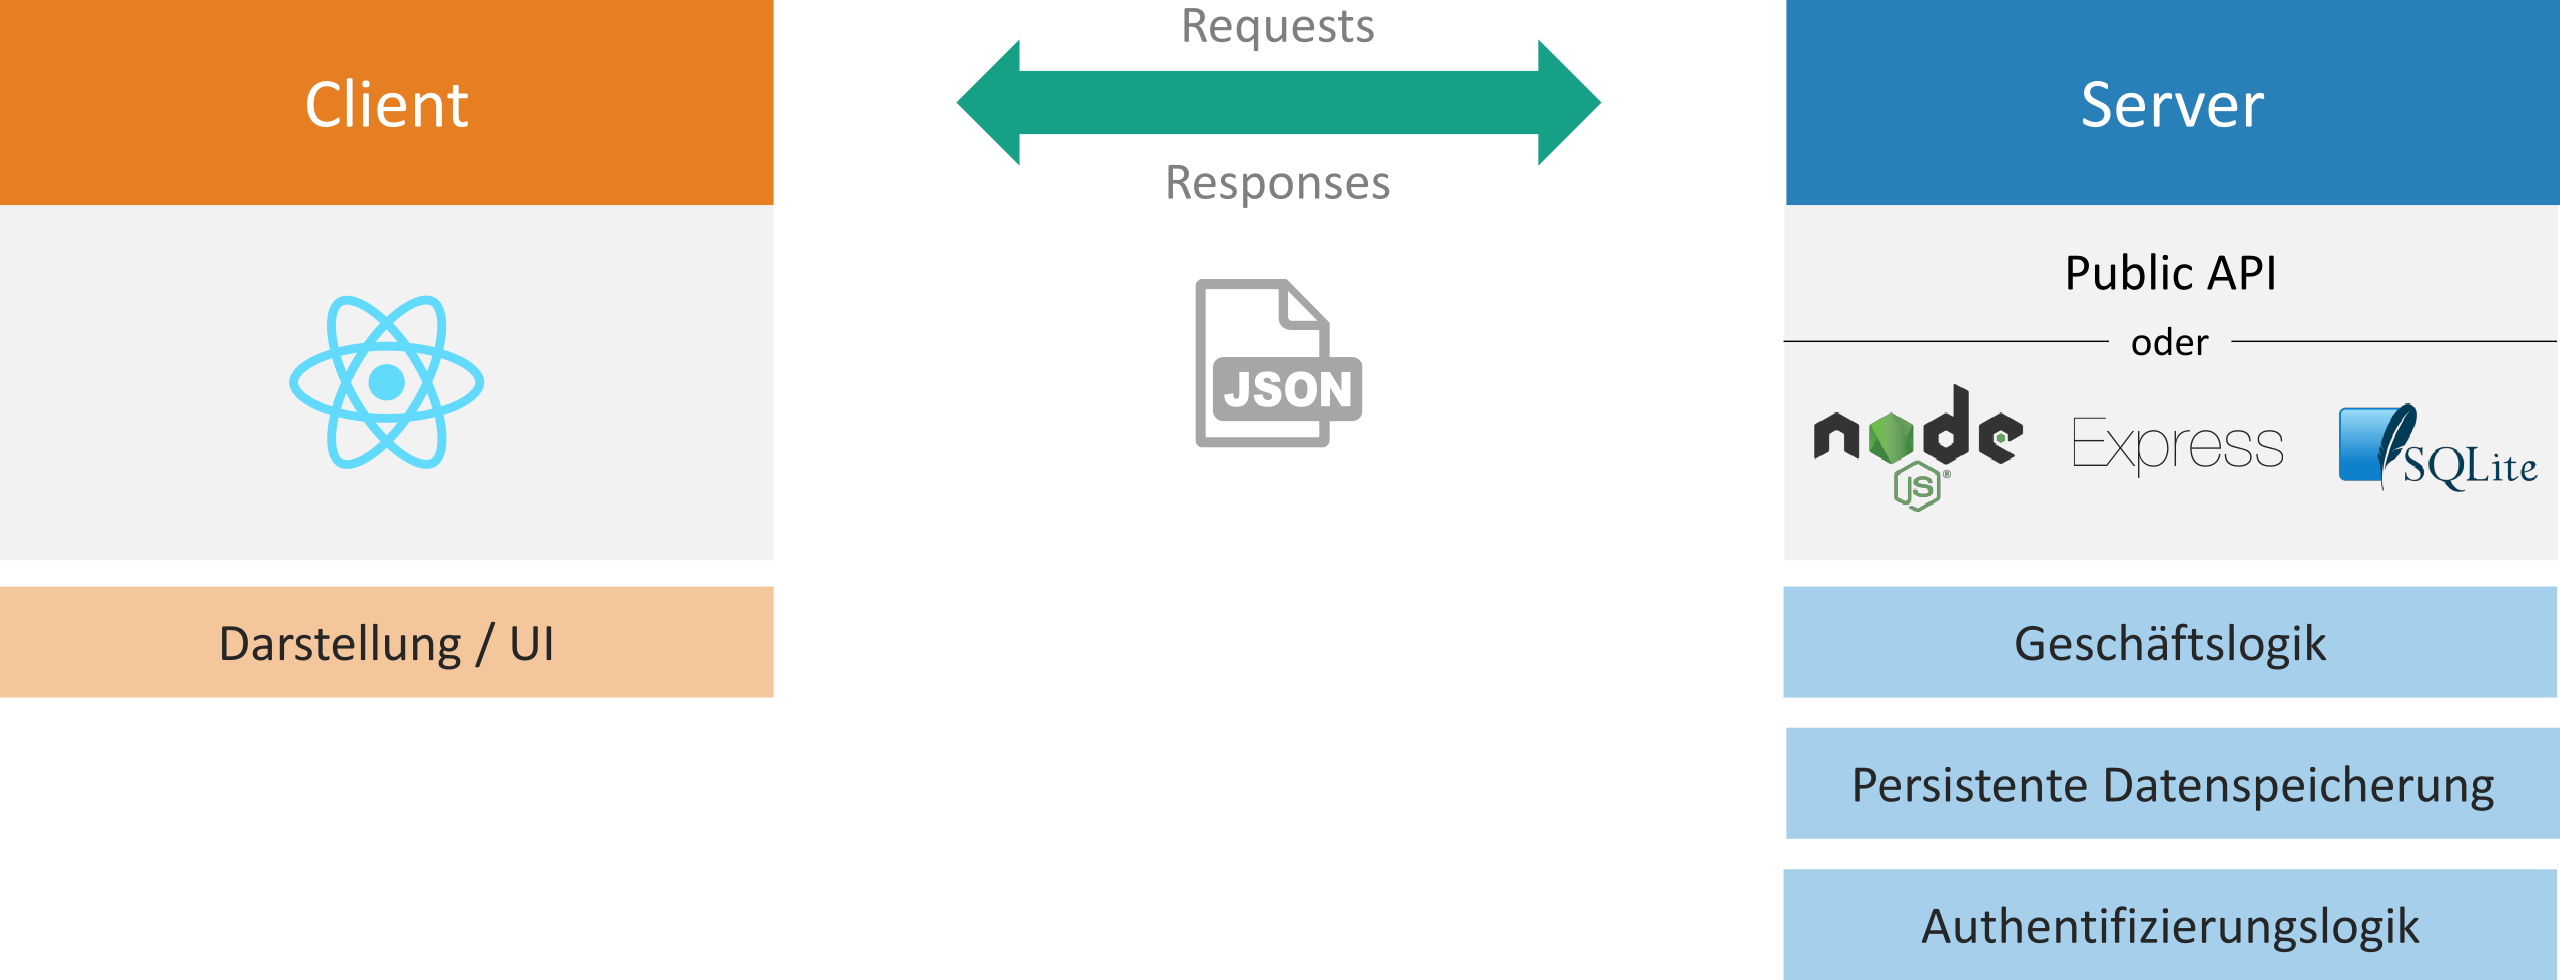 Client
Requests
Responses
JSON
Server
Public API
oder
node
JS®
Express
SQLite
Darstellung / UI
Geschäftslogik
Persistente Datenspeicherung
Authentifizierungslogik